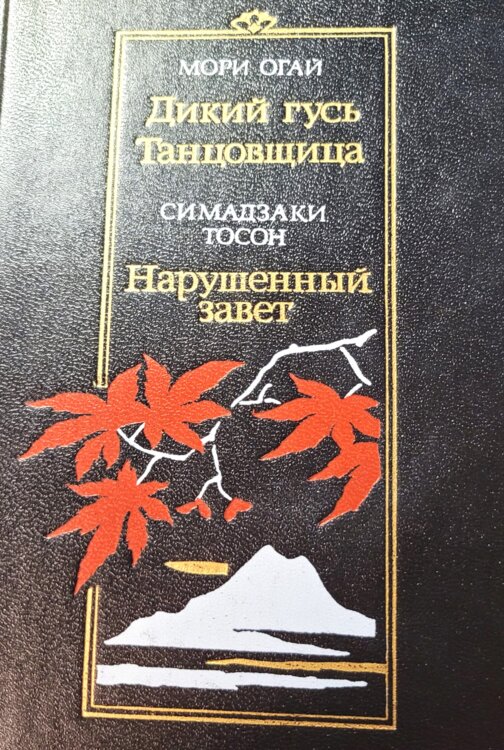 МОРИ ОГАЙ
Дикий гусь
Танцовщица
СИМАДЗАКИ
ТОСОН
Нарушенный
завет